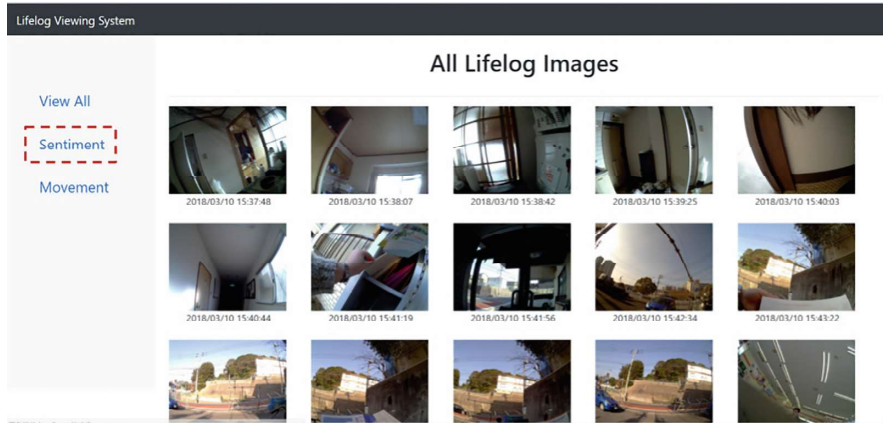 Lifelog Viewing System
All Lifelog Images
View All
Sentiment
Movement
2018/03/10 15:37:48
2018/03/10 15:38:07
2018/03/10 15:38:42
2018/03/10 15:39:25
2018/03/10 15:40:03
2018/03/10 15:40:44
2018/03/10 15:41:19
2018/03/10 15:41:56
2018/03/10 15:42:34
2018/03/10 15:43:22